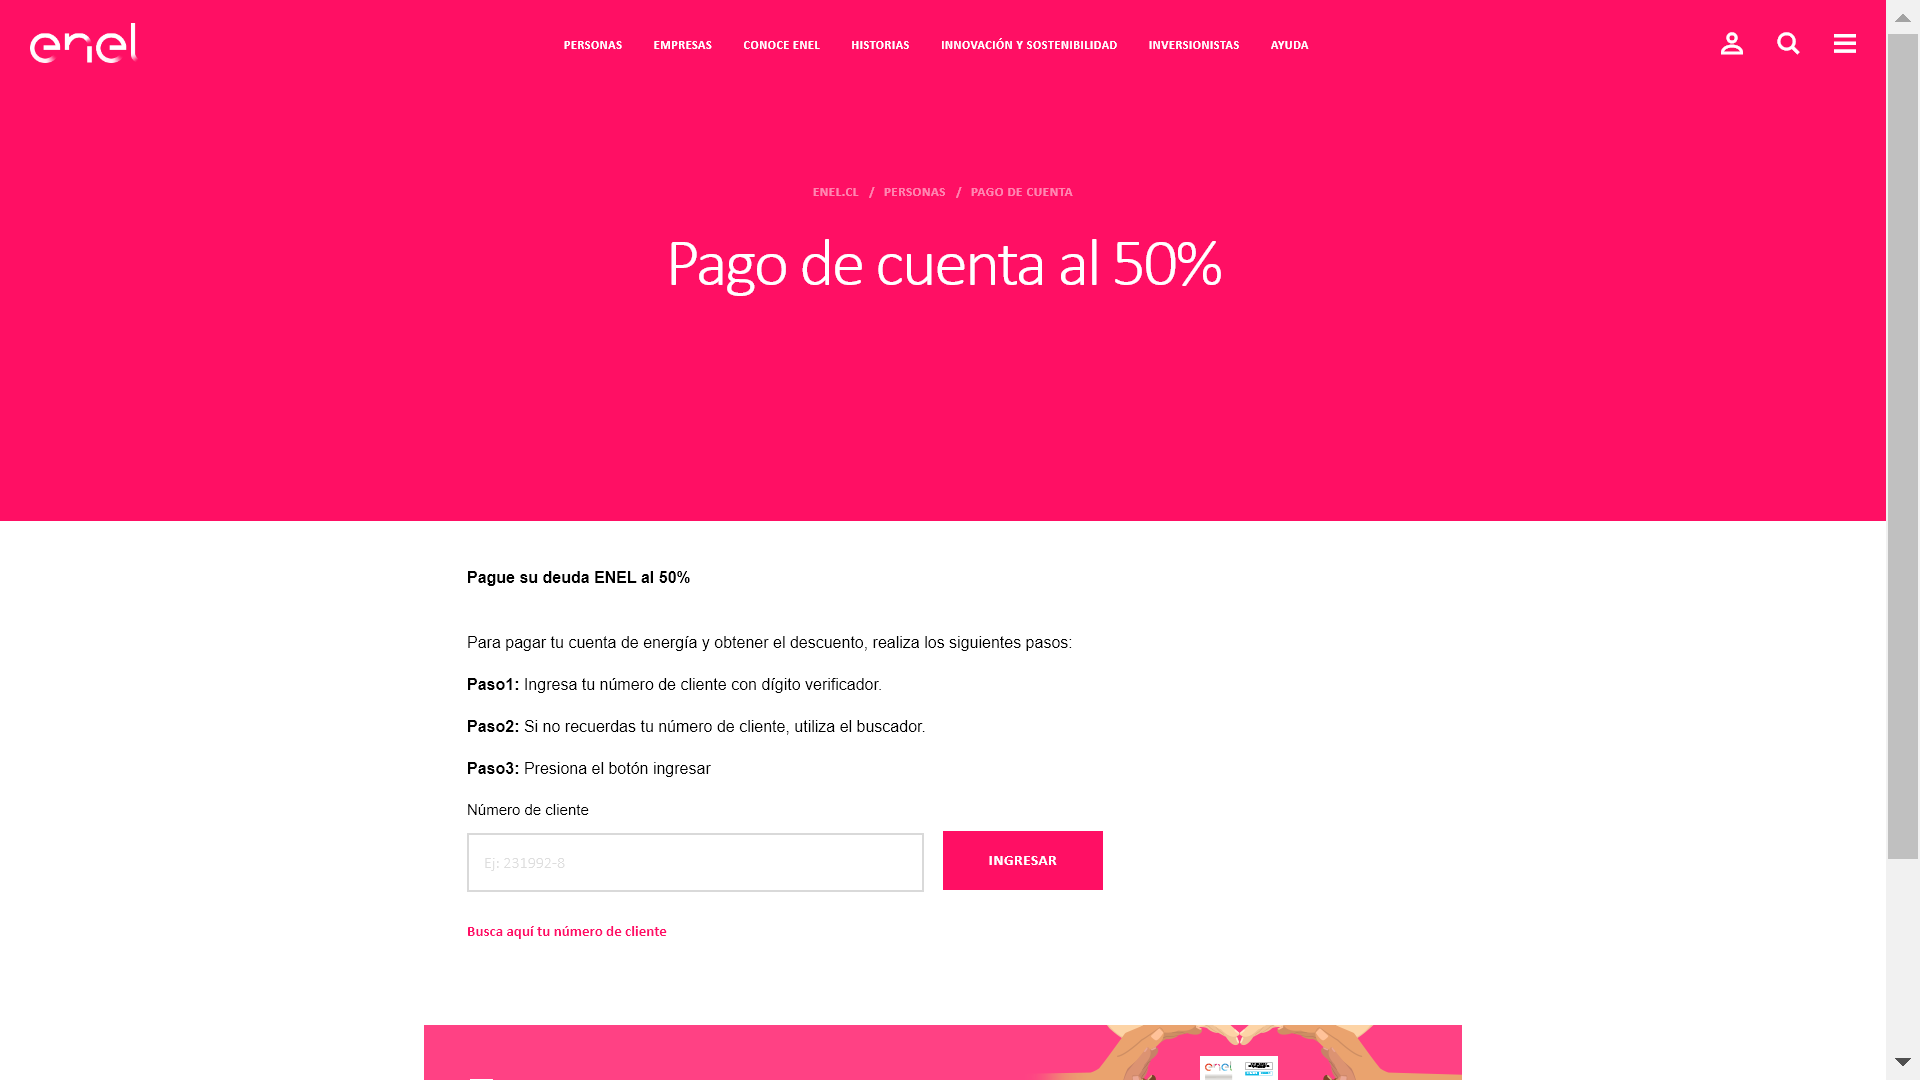 enel
PERSONAS EMPRESAS CONOCE ENEL HISTORIAS INNOVACIÓN Y SOSTENIBILIDAD INVERSIONISTAS AYUDA
ENEL.CL / PERSONAS / PAGO DE CUENTA
Pago de cuenta al 50%
Pague su deuda ENEL al 50%
Para pagar tu cuenta de energía y obtener el descuento, realiza los siguientes pasos:
Paso1: Ingresa tu número de cliente con dígito verificador.
Paso2: Si no recuerdas tu número de cliente, utiliza el buscador.
Paso3: Presiona el botón ingresar
Número de cliente
Ej: 231992-8
INGRESAR
Busca aquí tu número de cliente
enel